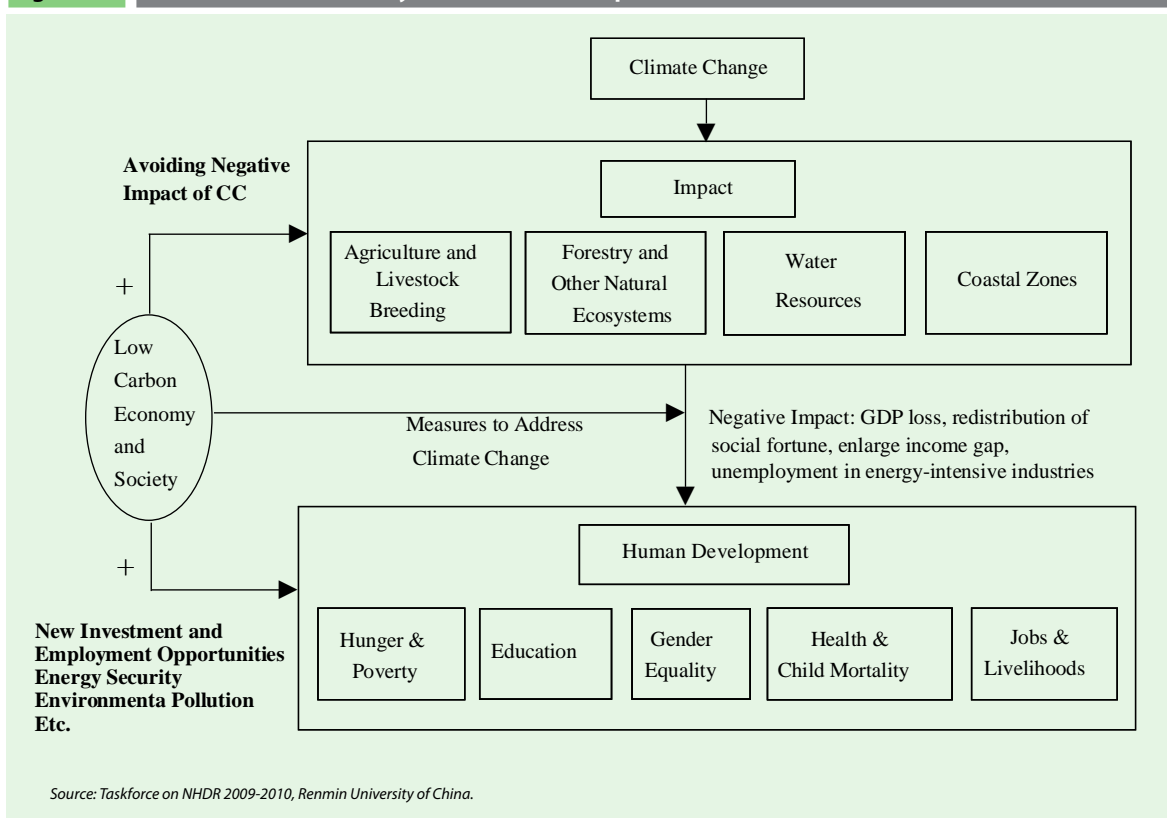 Climate Change
Avoiding Negative
Impact of CC
Impact
Agriculture and
Livestock
Breeding
Forestry and
Other Natural
Ecosystems
Water
Resources
Coastal Zones
+
Low
Carbon
Economy
and
Society
Measures to Address
Climate Change
Negative Impact: GDP loss, redistribution of
social fortune, enlarge income gap,
unemployment in energy-intensive industries
+
Human Development
Hunger &
Poverty
Education
Gender
Equality
Health &
Child Mortality
Jobs &
Livelihoods
New Investment and
Employment Opportunities
Energy Security
Environmenta Pollution
Etc.
Source: Taskforce on NHDR 2009-2010, Renmin University of China.